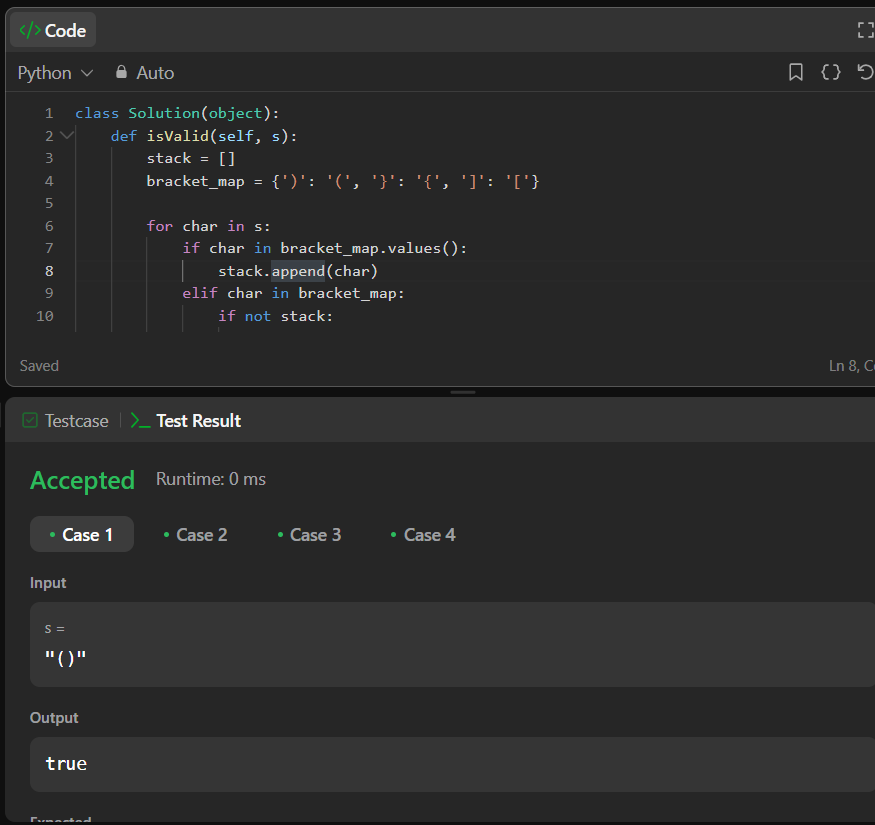 </> Code
Python Auto
1 class Solution(object):
2     def isValid(self, s):
3         stack = []
4         bracket_map = {')': '(', '}': '{', ']': '['}
5
6         for char in s:
7             if char in bracket_map.values():
8                 stack.append(char)
9             elif char in bracket_map:
10                 if not stack:
Saved Ln 8, C
Testcase >_ Test Result
Accepted Runtime: 0 ms
Case 1 Case 2 Case 3 Case 4
Input
s =
"()"
Output
true
Expected